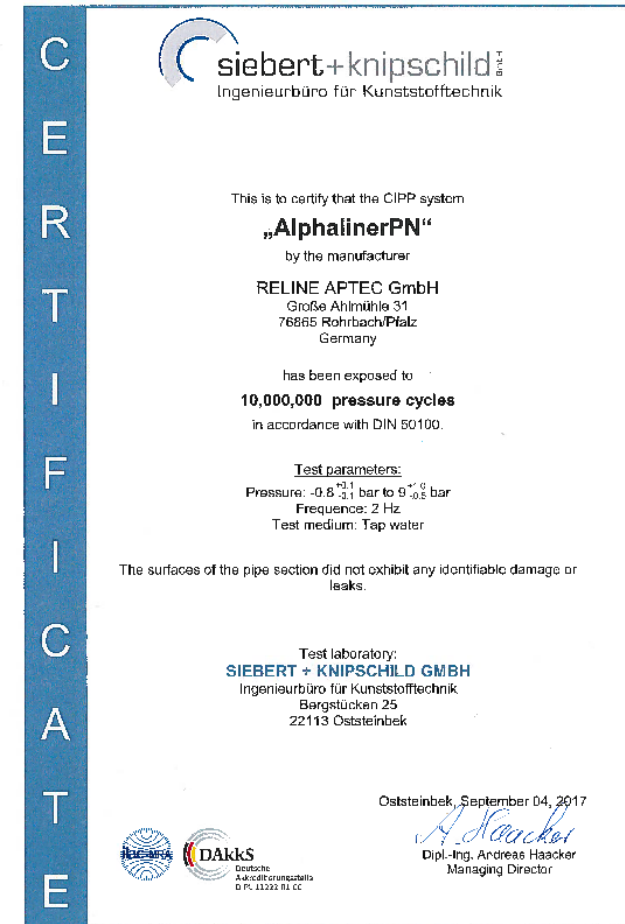 CERTIFICATE
siebert+knipschild GmbH
Ingenieurbüro für Kunststofftechnik
This is to certify that the CIPP system
„AlphalinerPN“
by the manufacturer
RELINE APTEC GmbH
Große Ahlmühle 31
76865 Rohrbach/Pfalz
Germany
has been exposed to
10,000,000 pressure cycles
in accordance with DIN 50100.
Test parameters:
Pressure: -0.8 +0.1 -0.1 bar to 9 -0.5 bar
Frequence: 2 Hz
Test medium: Tap water
The surfaces of the pipe section did not exhibit any identifiable damage or
leaks.
Test laboratory:
SIEBERT + KNIPSCHILD GMBH
Ingenieurbüro für Kunststofftechnik
Bergstücken 25
22113 Oststeinbek
Oststeinbek, September 04, 2017
A. Haacker
Dipl.-Ing. Andreas Haacker
Managing Director
ilac-MRA
DAkkS
Deutsche
Akkreditierungsstelle